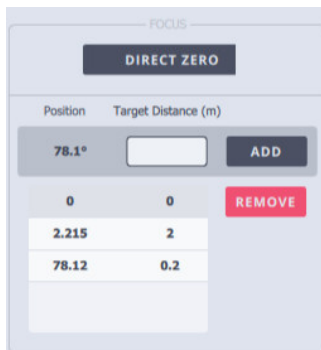 FOCUS
DIRECT ZERO
Position Target Distance (m)
78.1° ADD
0 0 REMOVE
2.215 2
78.12 0.2